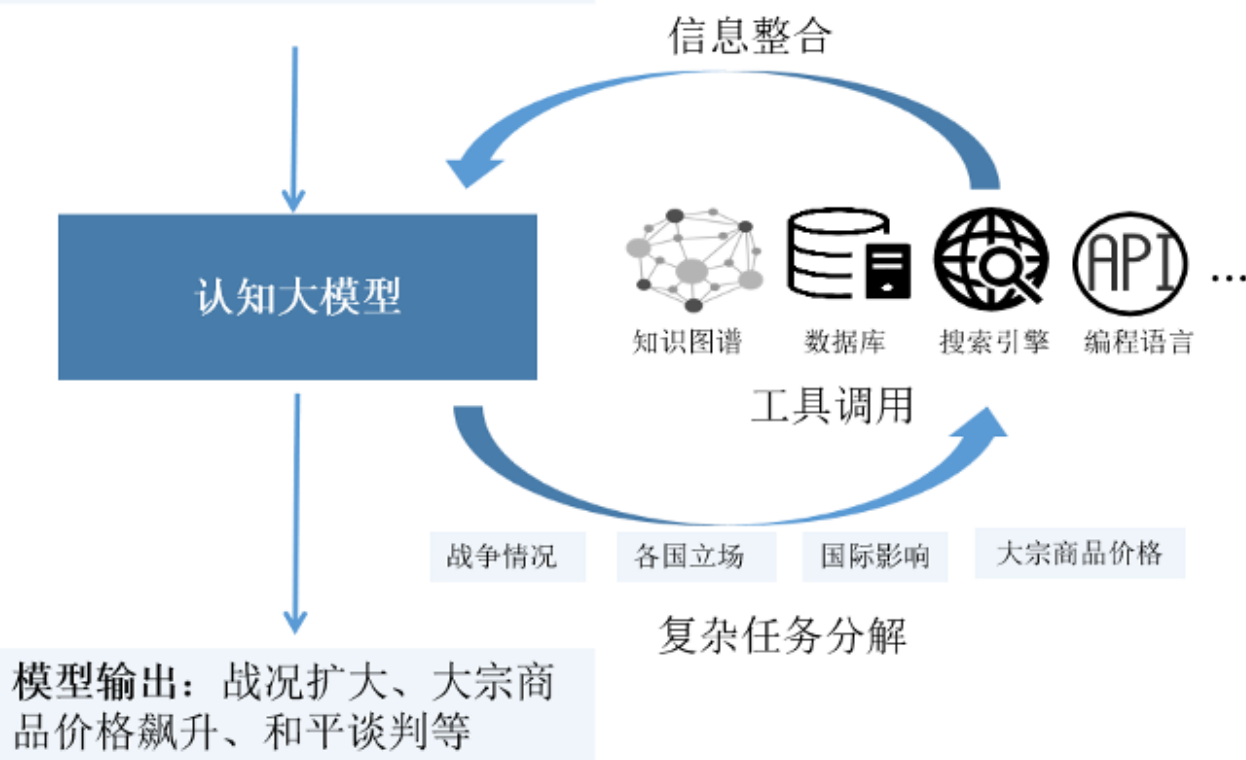 信息整合
认知大模型
API
...
知识图谱
数据库
搜索引擎
编程语言
工具调用
战争情况
各国立场
国际影响
大宗商品价格
复杂任务分解
模型输出：战况扩大、大宗商
品价格飙升、和平谈判等